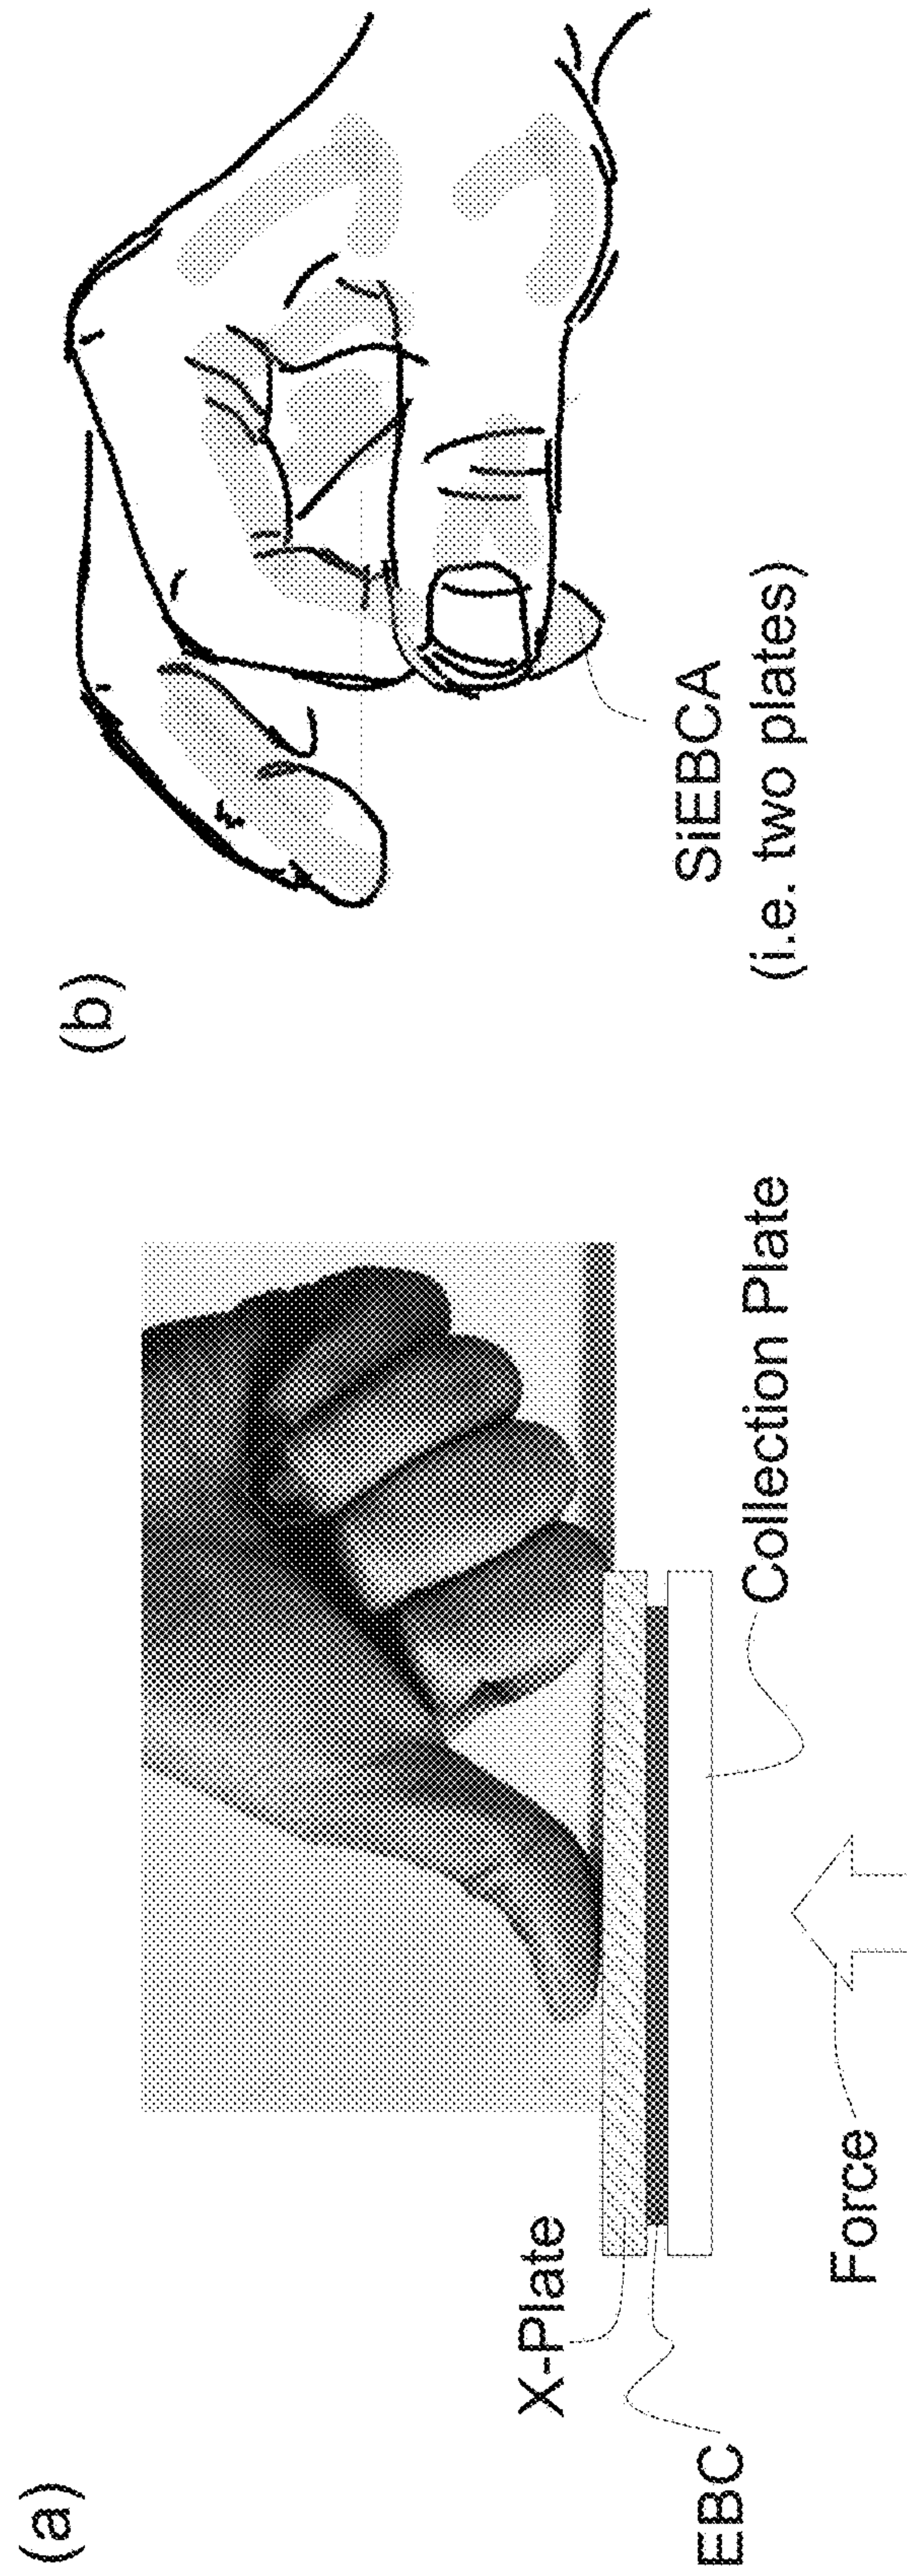 (a)
X-Plate
EBC
Force
Collection Plate
(b)
SiEBCA
(i.e. two plates)